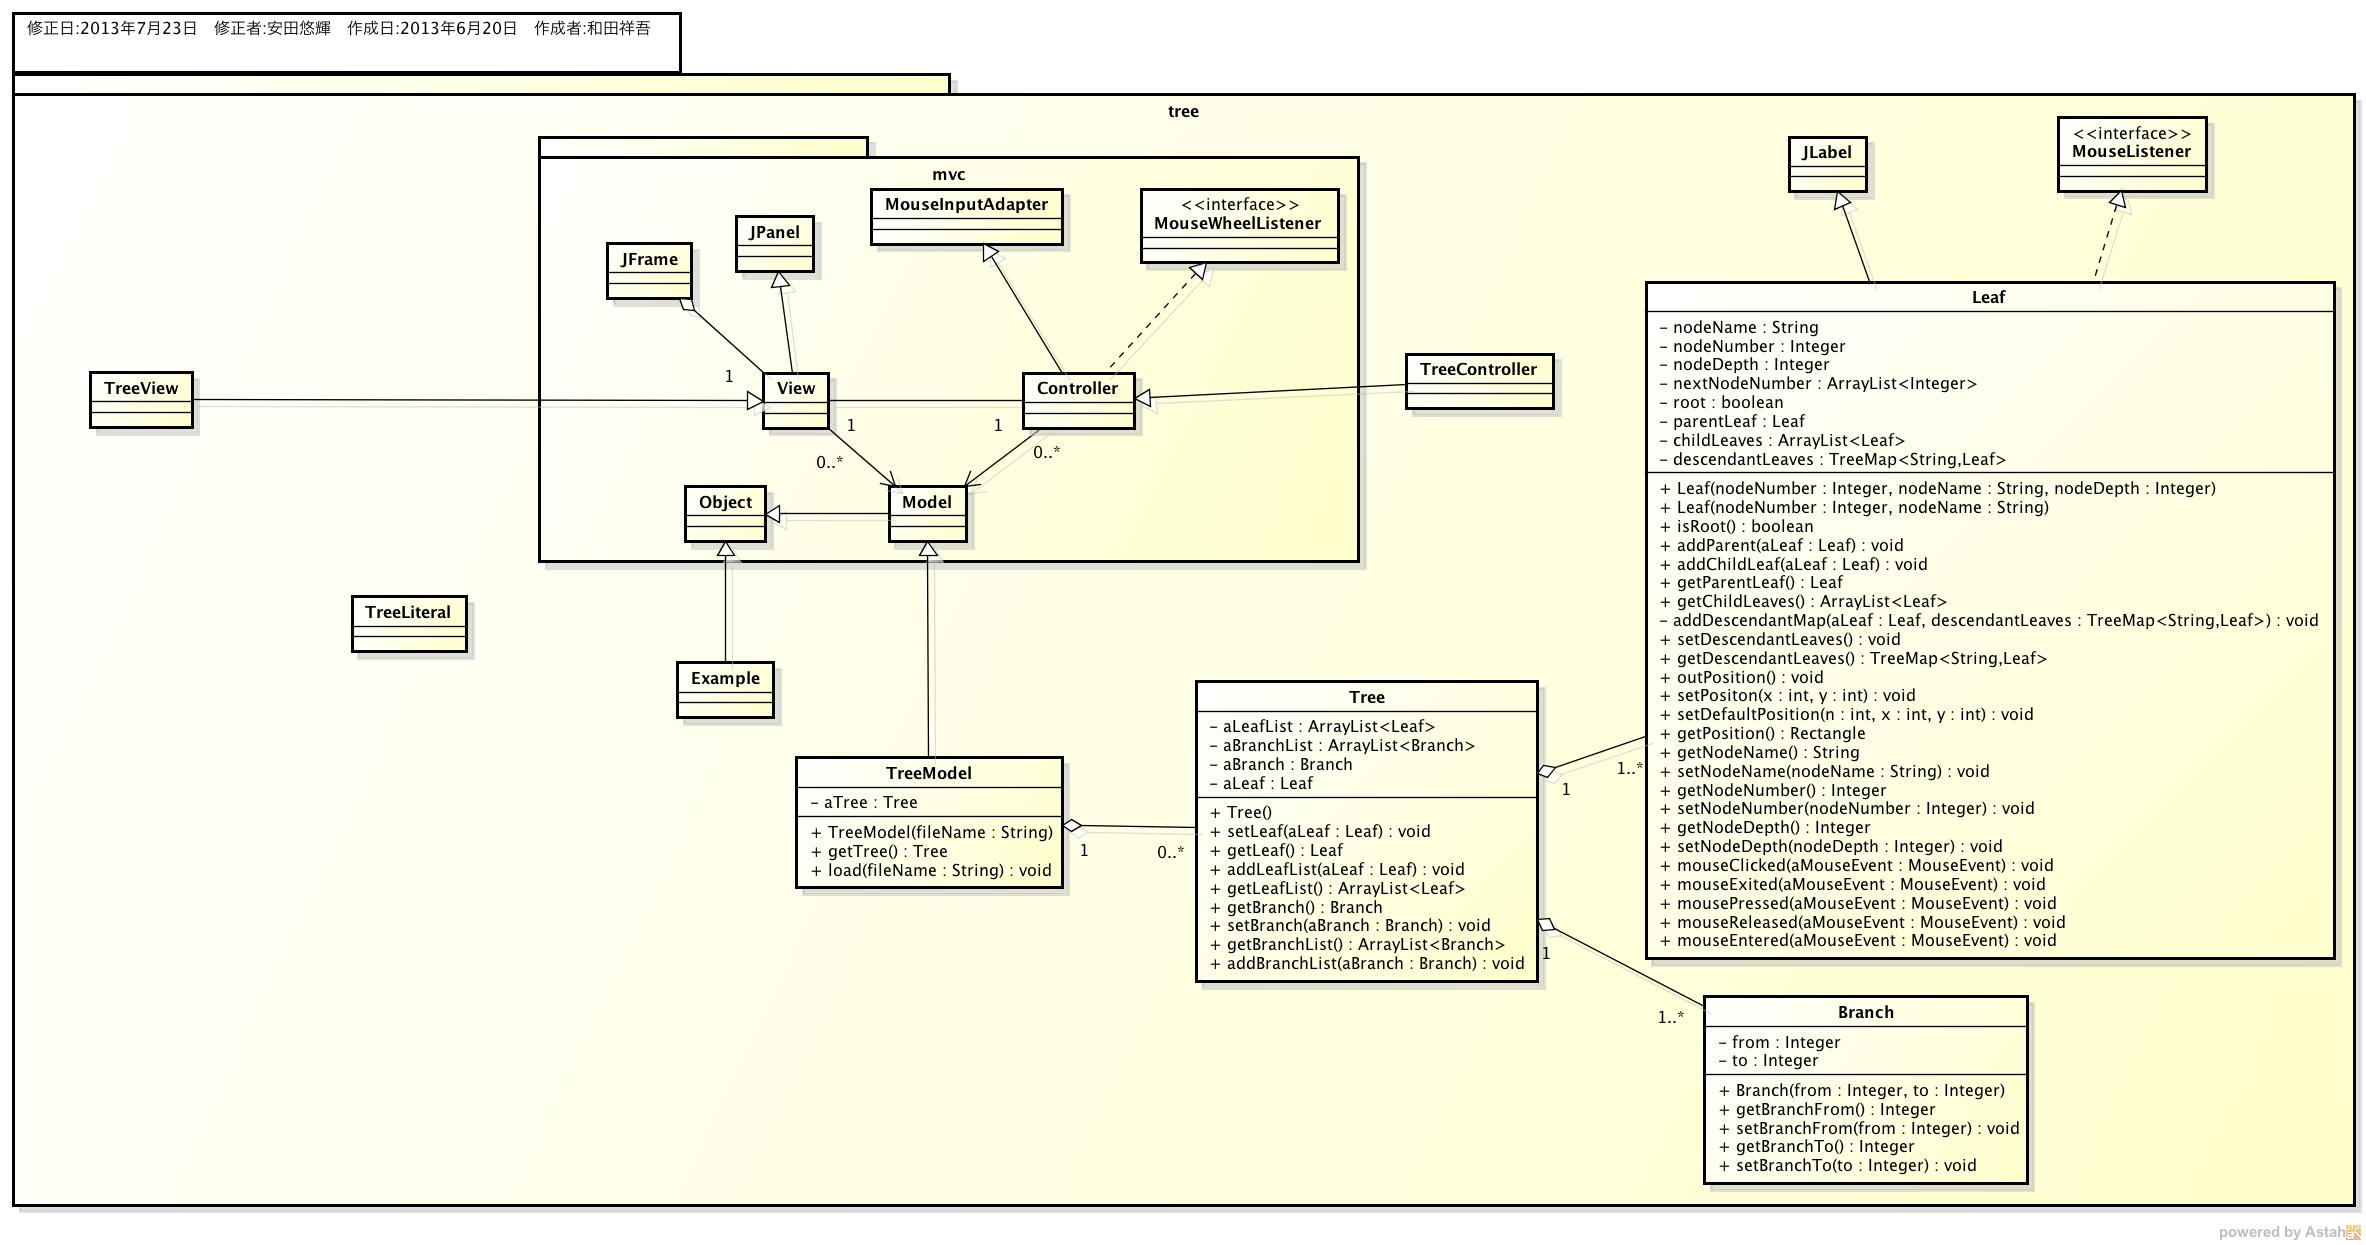 修正日:2013年7月23日　修正者:安田悠輝　作成日:2013年6月20日　作成者:和田祥吾
tree
mvc
JFrame
JPanel
MouseInputAdapter
<<interface>>
MouseWheelListener
JLabel
<<interface>>
MouseListener
TreeView
1
View
1
Controller
1
0..*
0..*
TreeController
Object
Model
TreeLiteral
Example
TreeModel
- aTree : Tree
+ TreeModel(fileName : String)
+ getTree() : Tree
+ load(fileName : String) : void
1
0..*
Tree
- aLeafList : ArrayList<Leaf>
- aBranchList : ArrayList<Branch>
- aBranch : Branch
- aLeaf : Leaf
+ Tree()
+ setLeaf(aLeaf : Leaf) : void
+ getLeaf() : Leaf
+ addLeafList(aLeaf : Leaf) : void
+ getLeafList() : ArrayList<Leaf>
+ getBranch() : Branch
+ setBranch(aBranch : Branch) : void
+ getBranchList() : ArrayList<Branch>
+ addBranchList(aBranch : Branch) : void
1
1..*
1
1..*
Leaf
- nodeName : String
- nodeNumber : Integer
- nodeDepth : Integer
- nextNodeNumber : ArrayList<Integer>
- root : boolean
- parentLeaf : Leaf
- childLeaves : ArrayList<Leaf>
- descendantLeaves : TreeMap<String,Leaf>
+ Leaf(nodeNumber : Integer, nodeName : String, nodeDepth : Integer)
+ Leaf(nodeNumber : Integer, nodeName : String)
+ isRoot() : boolean
+ addParent(aLeaf : Leaf) : void
+ addChildLeaf(aLeaf : Leaf) : void
+ getParentLeaf() : Leaf
+ getChildLeaves() : ArrayList<Leaf>
- addDescendantMap(aLeaf : Leaf, descendantLeaves : TreeMap<String,Leaf>) : void
+ setDescendantLeaves() : void
+ getDescendantLeaves() : TreeMap<String,Leaf>
+ outPosition() : void
+ setPositon(x : int, y : int) : void
+ setDefaultPosition(n : int, x : int, y : int) : void
+ getPosition() : Rectangle
+ getNodeName() : String
+ setNodeName(nodeName : String) : void
+ getNodeNumber() : Integer
+ setNodeNumber(nodeNumber : Integer) : void
+ getNodeDepth() : Integer
+ setNodeDepth(nodeDepth : Integer) : void
+ mouseClicked(aMouseEvent : MouseEvent) : void
+ mouseExited(aMouseEvent : MouseEvent) : void
+ mousePressed(aMouseEvent : MouseEvent) : void
+ mouseReleased(aMouseEvent : MouseEvent) : void
+ mouseEntered(aMouseEvent : MouseEvent) : void
Branch
- from : Integer
- to : Integer
+ Branch(from : Integer, to : Integer)
+ getBranchFrom() : Integer
+ setBranchFrom(from : Integer) : void
+ getBranchTo() : Integer
+ setBranchTo(to : Integer) : void
powered by Astah